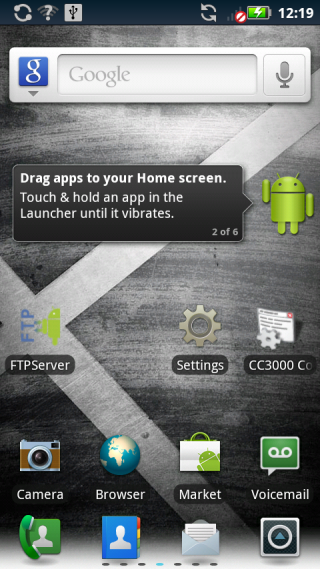 12:19
g
Google
Drag apps to your Home screen.
Touch & hold an app in the
Launcher until it vibrates.
2 of 6
FTP
FTPServer
Settings
CC3000 Co
Camera
Browser
Market
Voicemail